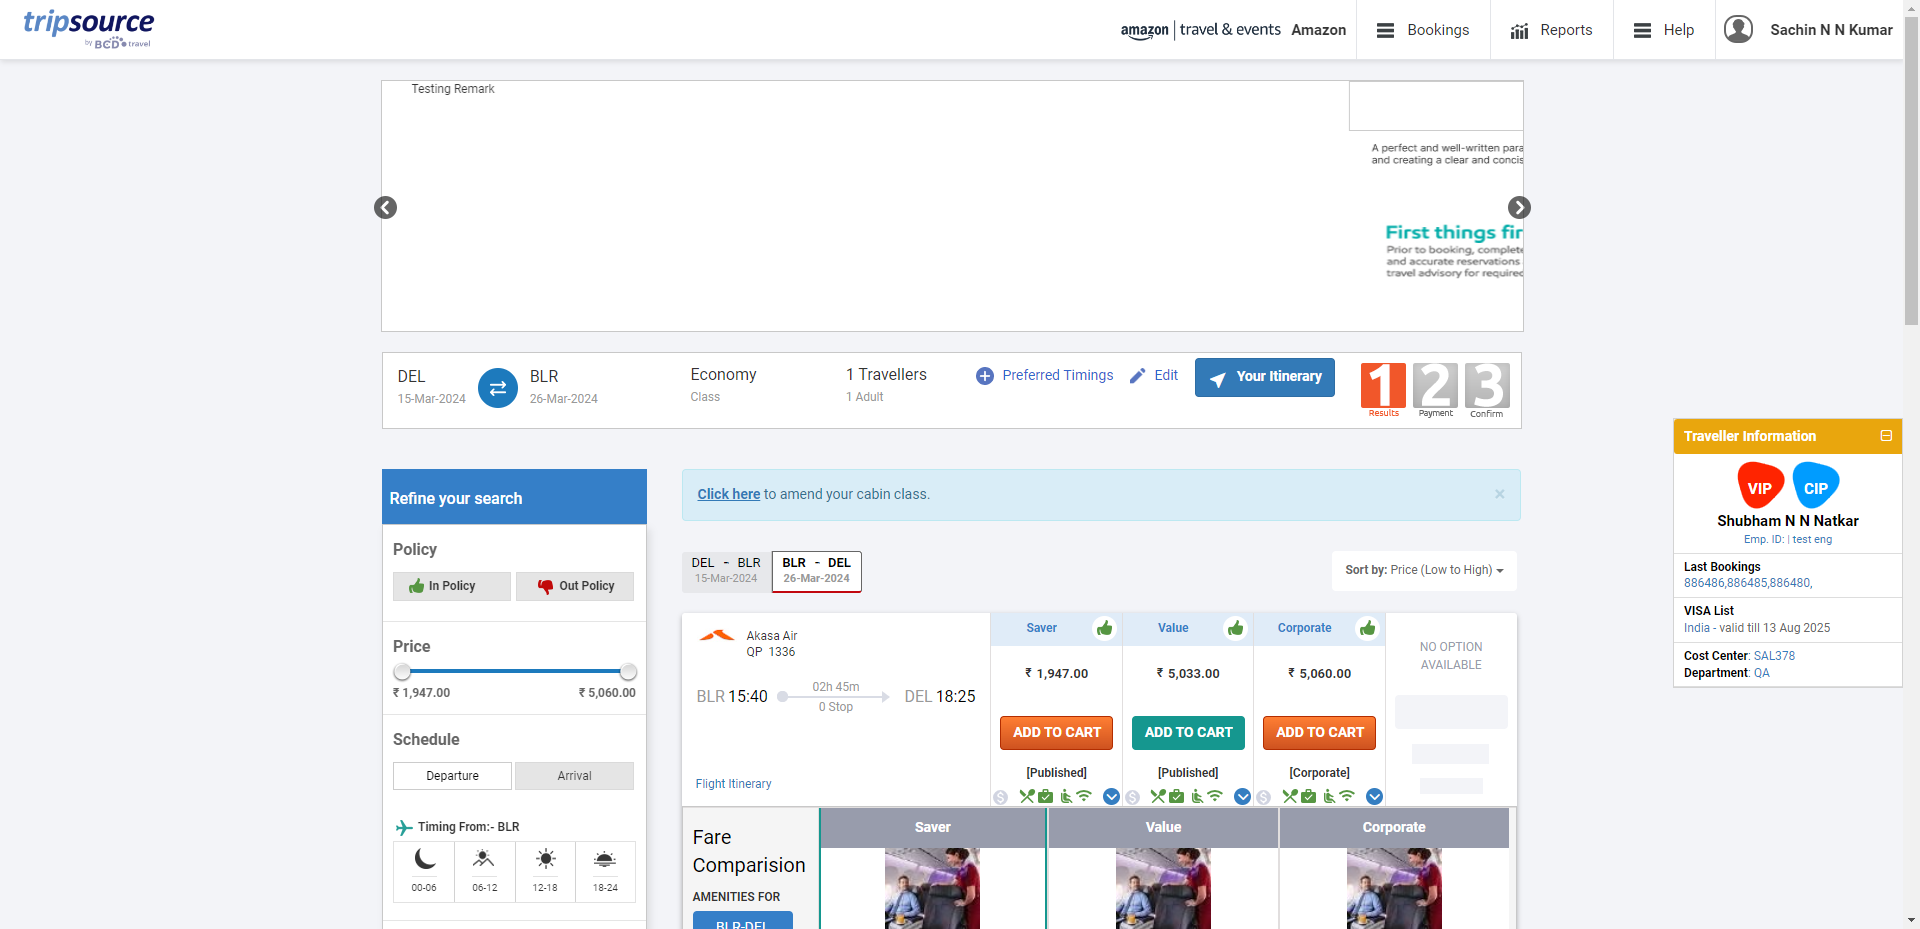 tripsource
by BCD travel
amazon | travel & events Amazon
Bookings
Reports
Help
Sachin N N Kumar
Testing Remark
A perfect and well-written para
and creating a clear and concis
First things fir
Prior to booking, complete
and accurate reservations
travel advisory for required
DEL
15-Mar-2024
BLR
26-Mar-2024
Economy
Class
1 Travellers
1 Adult
Preferred Timings
Edit
Your Itinerary
1 2 3
Results Payment Confirm
Traveller Information
VIP CIP
Shubham N N Natkar
Emp. ID: | test eng
Last Bookings
886486,886485,886480,
VISA List
India - valid till 13 Aug 2025
Cost Center: SAL378
Department: QA
Refine your search
Policy
In Policy
Out Policy
Price
₹ 1,947.00 ₹ 5,060.00
Schedule
Departure Arrival
Timing From:- BLR
00-06 06-12 12-18 18-24
Click here to amend your cabin class. ×
DEL - BLR
15-Mar-2024
BLR - DEL
26-Mar-2024
Sort by: Price (Low to High)
Akasa Air
QP 1336
BLR 15:40
02h 45m
0 Stop
DEL 18:25
Flight Itinerary
Saver
₹ 1,947.00
ADD TO CART
[Published]
Value
₹ 5,033.00
ADD TO CART
[Published]
Corporate
₹ 5,060.00
ADD TO CART
[Corporate]
NO OPTION
AVAILABLE
Fare
Comparision
AMENITIES FOR
BLR-DEL
Saver Value Corporate